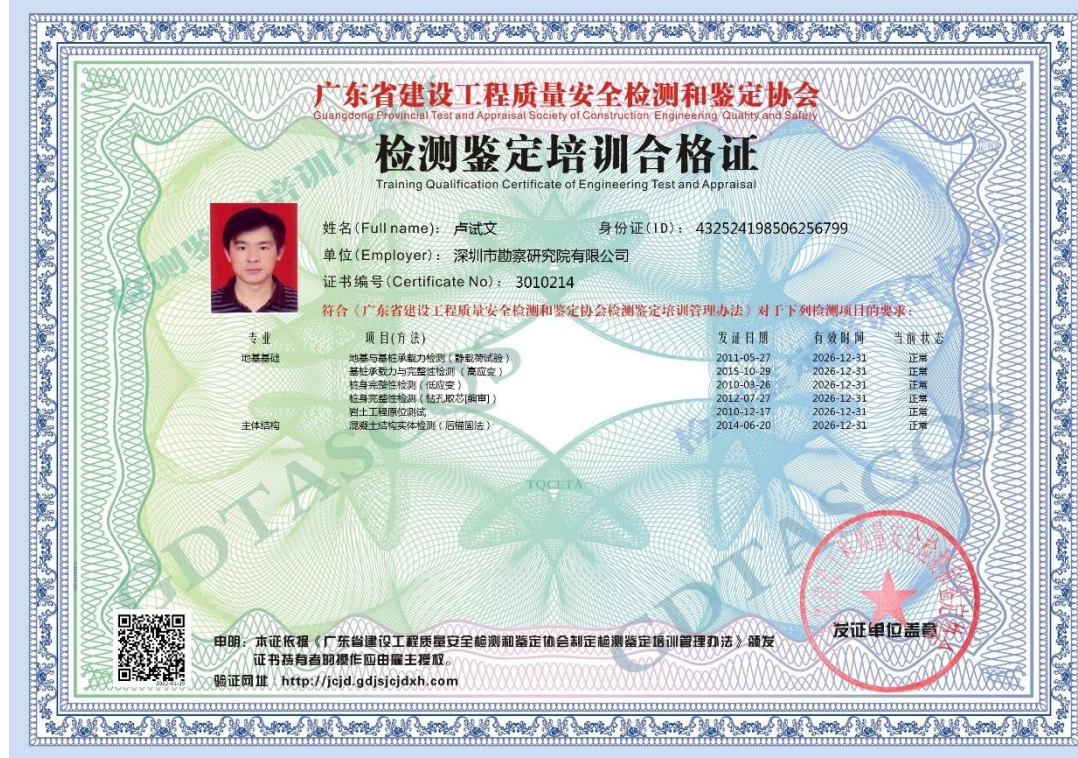 广东省建设工程质量安全检测和鉴定协会
Guangdong Provincial Test and Appraisal Society of Construction Engineering Quality and Safety
检测鉴定培训合格证
Training Qualification Certificate of Engineering Test and Appraisal
姓名(Full name): 卢试文 身份证(ID): 432524198506256799
单位(Employer): 深圳市勘察研究院有限公司
证书编号(Certificate No): 3010214
符合《广东省建设工程质量安全检测和鉴定协会检测鉴定培训管理办法》对于下列检测项目的要求:
专业 项目(方法) 发证日期 有效时间 当前状态
地基基础 地基与基桩承载力检测(静载荷试验) 2011-05-27 2026-12-31 正常
基桩承载力与完整性检测(高应变) 2015-10-29 2026-12-31 正常
桩身完整性检测(低应变) 2010-03-26 2026-12-31 正常
桩身完整性检测(钻孔取芯[编审]) 2012-07-27 2026-12-31 正常
岩土工程原位测试 2010-12-17 2026-12-31 正常
主体结构 混凝土结构实体检测(后锚固法) 2014-06-20 2026-12-31 正常
TQCETA
GDTASCQS
GDTASCQS
发证单位盖章
申明: 本证依据《广东省建设工程质量安全检测和鉴定协会制定检测鉴定培训管理办法》颁发
证书持有者的操作应由雇主授权。
验证网址 http://jcjd.gdjsjcjdxh.com